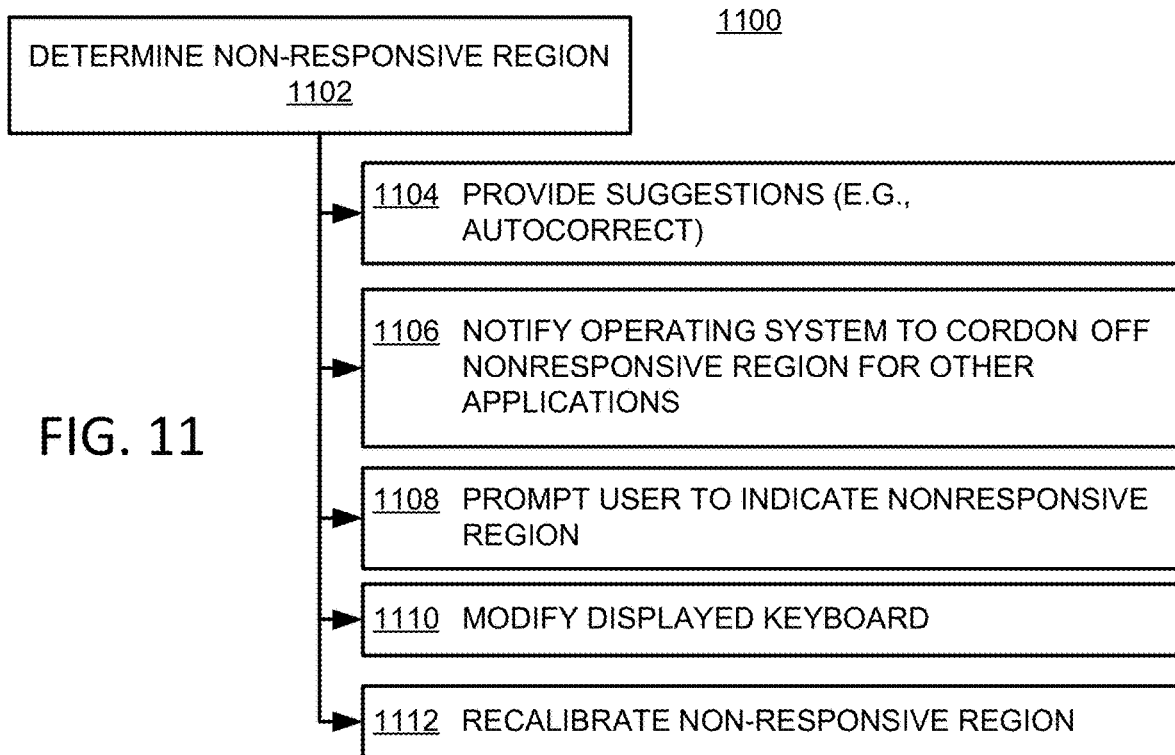 1100
DETERMINE NON-RESPONSIVE REGION
1102
1104 PROVIDE SUGGESTIONS (E.G.,
AUTOCORRECT)
1106 NOTIFY OPERATING SYSTEM TO CORDON OFF
NONRESPONSIVE REGION FOR OTHER
APPLICATIONS
FIG. 11
1108 PROMPT USER TO INDICATE NONRESPONSIVE
REGION
1110 MODIFY DISPLAYED KEYBOARD
1112 RECALIBRATE NON-RESPONSIVE REGION